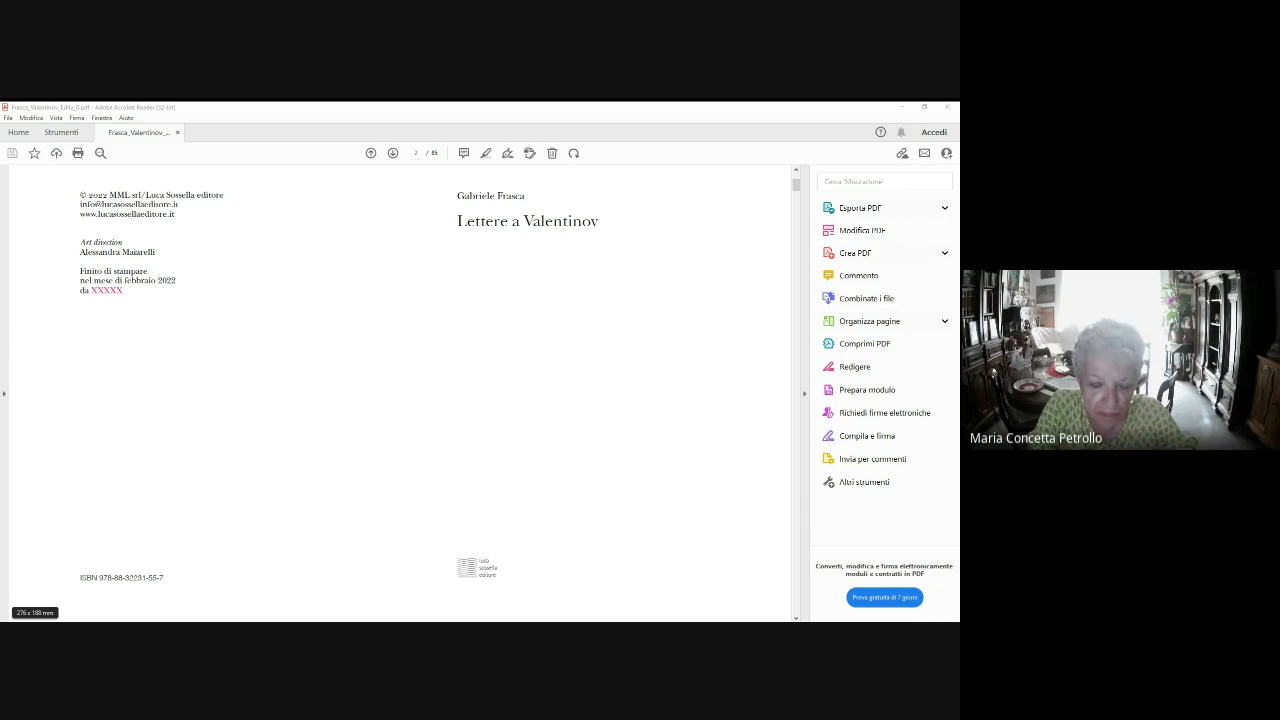 Frasca_Valentinov_Edita_0.pdf - Adobe Acrobat Reader (32-bit)
File Modifica Vista Firma Finestra Aiuto
Home Strumenti Frasca_Valentinov_... × Accedi
2 / 85
© 2022 MML srl/Luca Sossella editore
info@lucasossellaeditore.it
www.lucasossellaeditore.it
Art direction
Alessandra Maiarelli
Finito di stampare
nel mese di febbraio 2022
da XXXXX
ISBN 978-88-32231-55-7
276 x 188 mm
Gabriele Frasca
Lettere a Valentinov
luca
sossella
editore
Cerca 'Misurazione'
Esporta PDF
Modifica PDF
Crea PDF
Commento
Combinate i file
Organizza pagine
Comprimi PDF
Redigere
Prepara modulo
Richiedi firme elettroniche
Compila e firma
Invia per commenti
Altri strumenti
Converti, modifica e firma elettronicamente
moduli e contratti in PDF
Prova gratuita di 7 giorni
Maria Concetta Petrollo